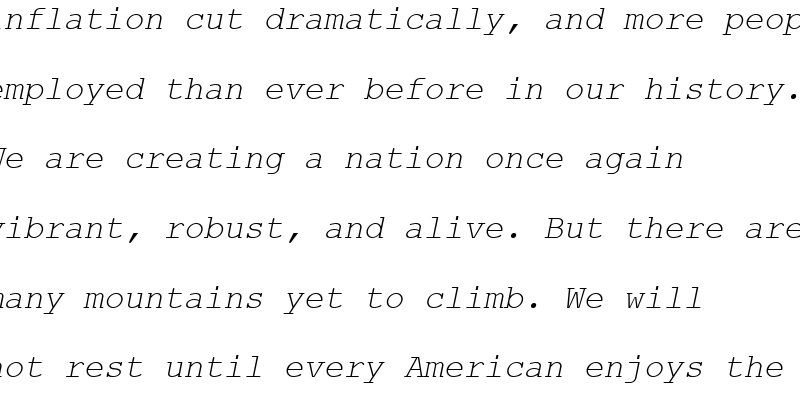 inflation cut dramatically, and more peop
employed than ever before in our history.
We are creating a nation once again
vibrant, robust, and alive. But there are
many mountains yet to climb. We will
not rest until every American enjoys the